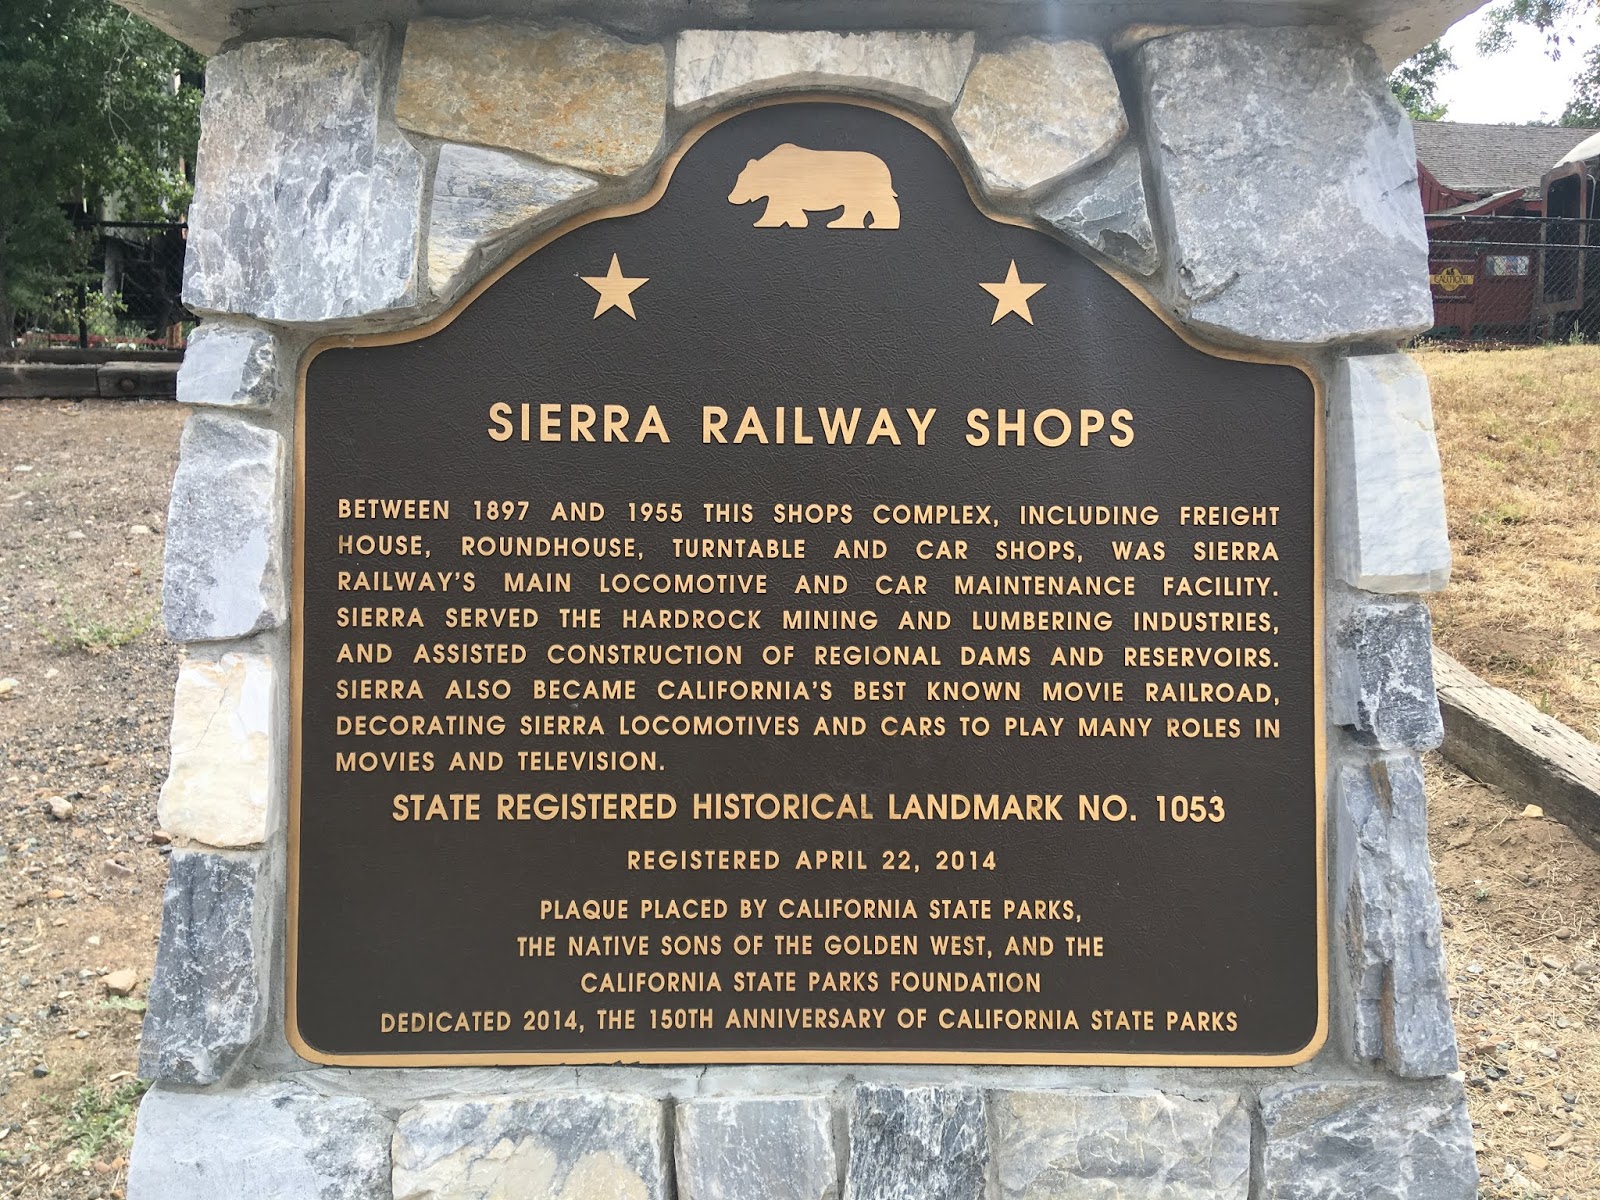 SIERRA RAILWAY SHOPS
BETWEEN 1897 AND 1955 THIS SHOPS COMPLEX, INCLUDING FREIGHT
HOUSE, ROUNDHOUSE, TURNTABLE AND CAR SHOPS, WAS SIERRA
RAILWAY'S MAIN LOCOMOTIVE AND CAR MAINTENANCE FACILITY.
SIERRA SERVED THE HARDROCK MINING AND LUMBERING INDUSTRIES,
AND ASSISTED CONSTRUCTION OF REGIONAL DAMS AND RESERVOIRS.
SIERRA ALSO BECAME CALIFORNIA'S BEST KNOWN MOVIE RAILROAD,
DECORATING SIERRA LOCOMOTIVES AND CARS TO PLAY MANY ROLES IN
MOVIES AND TELEVISION.
STATE REGISTERED HISTORICAL LANDMARK NO. 1053
REGISTERED APRIL 22, 2014
PLAQUE PLACED BY CALIFORNIA STATE PARKS,
THE NATIVE SONS OF THE GOLDEN WEST, AND THE
CALIFORNIA STATE PARKS FOUNDATION
DEDICATED 2014, THE 150TH ANNIVERSARY OF CALIFORNIA STATE PARKS
CAUTION